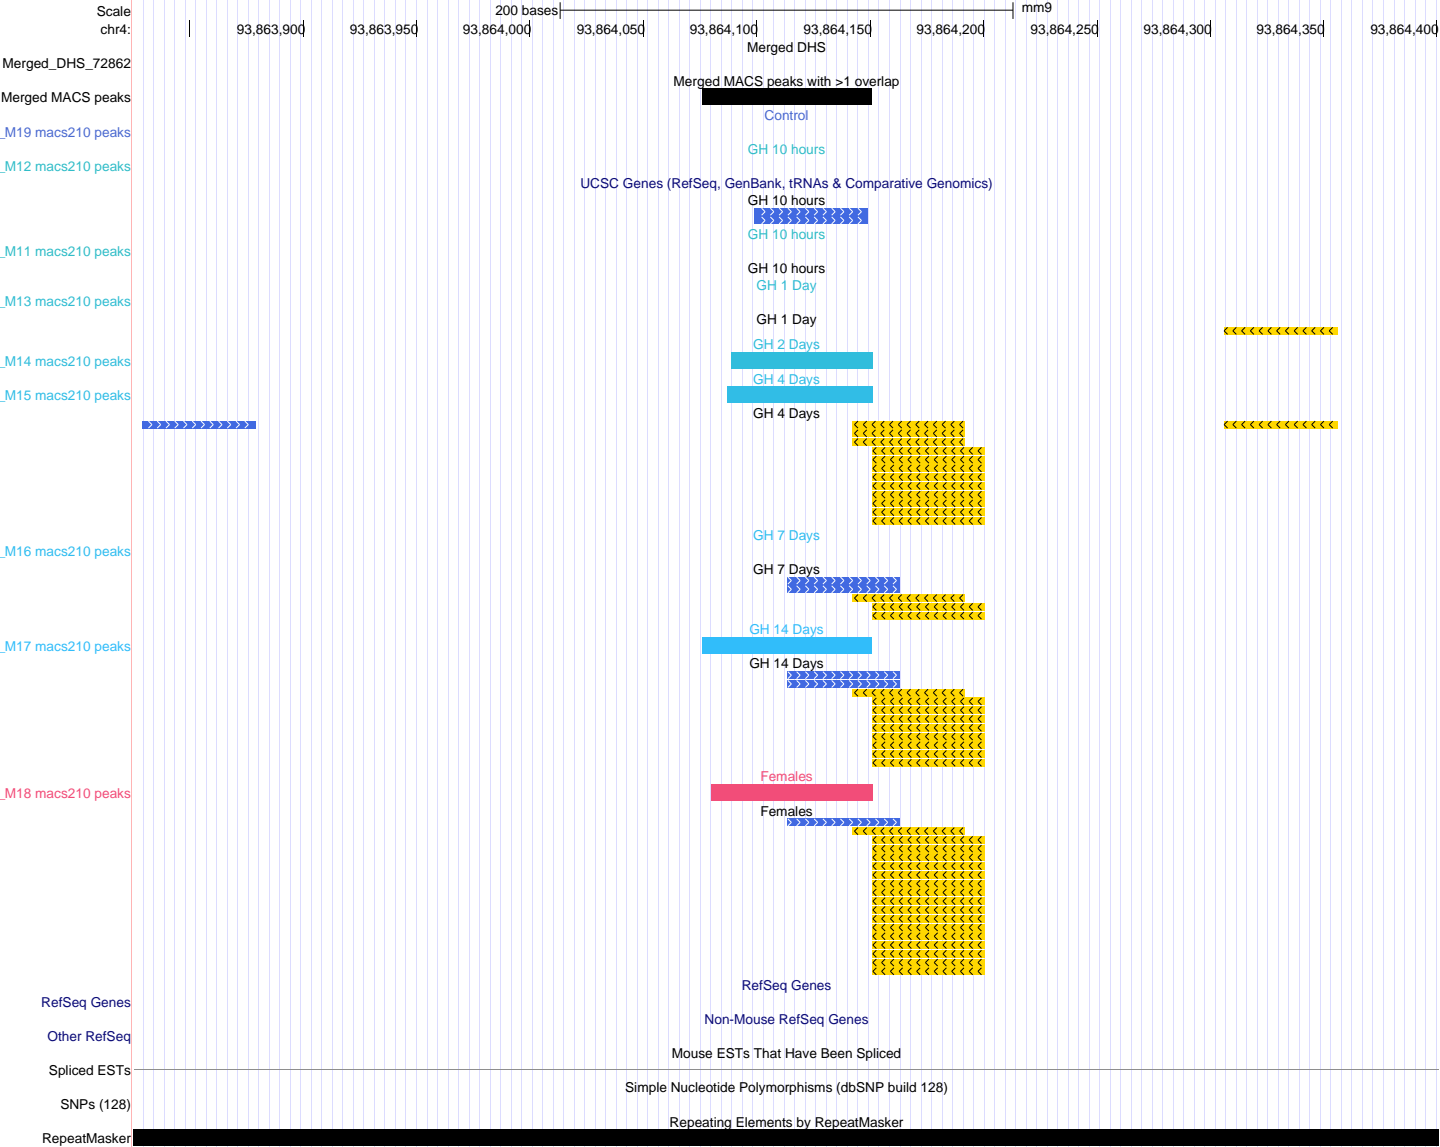 Scale 200 bases mm9
chr4: 93,863,900 93,863,950 93,864,000 93,864,050 93,864,100 93,864,150 93,864,200 93,864,250 93,864,300 93,864,350 93,864,400
Merged DHS
Merged_DHS_72862
Merged MACS peaks with >1 overlap
Merged MACS peaks
Control
_M19 macs210 peaks
GH 10 hours
_M12 macs210 peaks
UCSC Genes (RefSeq, GenBank, tRNAs & Comparative Genomics)
GH 10 hours
GH 10 hours
_M11 macs210 peaks
GH 10 hours
GH 1 Day
_M13 macs210 peaks
GH 1 Day
GH 2 Days
_M14 macs210 peaks
GH 4 Days
_M15 macs210 peaks
GH 4 Days
GH 7 Days
_M16 macs210 peaks
GH 7 Days
GH 14 Days
_M17 macs210 peaks
GH 14 Days
Females
_M18 macs210 peaks
Females
RefSeq Genes
RefSeq Genes
Non-Mouse RefSeq Genes
Other RefSeq
Mouse ESTs That Have Been Spliced
Spliced ESTs
Simple Nucleotide Polymorphisms (dbSNP build 128)
SNPs (128)
Repeating Elements by RepeatMasker
RepeatMasker